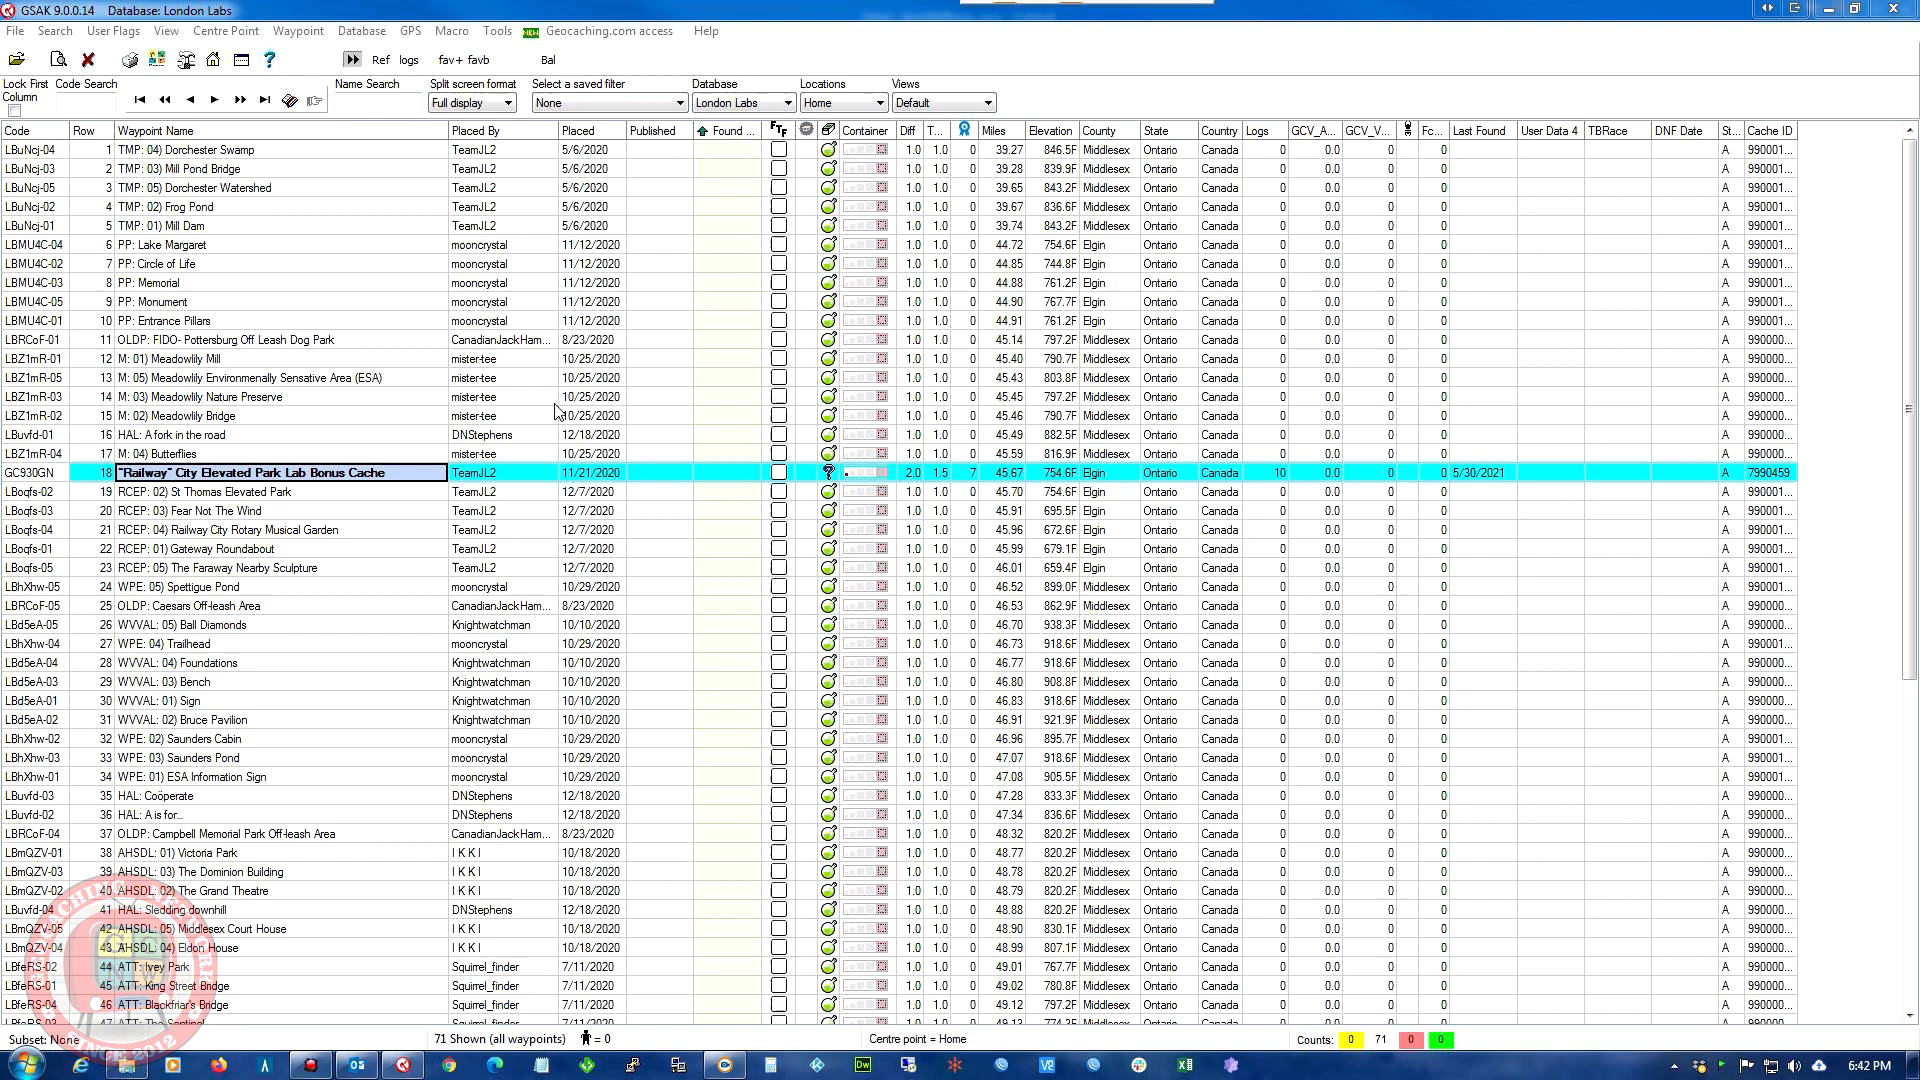 GSAK 9.0.0.14    Database: London Labs
File Search User Flags View Centre Point Waypoint Database GPS Macro Tools NEW Geocaching.com access Help
Ref logs fav+ favb Bal
Lock First Column Code Search Name Search Split screen format Select a saved filter Database Locations Views
Full display None London Labs Home Default
Code Row Waypoint Name Placed By Placed Published Found ... FTF Container Diff T... Miles Elevation County State Country Logs GCV_A... GCV_V... Fc... Last Found User Data 4 TBRace DNF Date St... Cache ID
LBuNcj-04 1 TMP: 04) Dorchester Swamp TeamJL2 5/6/2020 1.0 1.0 0 39.27 846.5F Middlesex Ontario Canada 0 0.0 0 0 A 990001...
LBuNcj-03 2 TMP: 03) Mill Pond Bridge TeamJL2 5/6/2020 1.0 1.0 0 39.28 839.9F Middlesex Ontario Canada 0 0.0 0 0 A 990001...
LBuNcj-05 3 TMP: 05) Dorchester Watershed TeamJL2 5/6/2020 1.0 1.0 0 39.65 843.2F Middlesex Ontario Canada 0 0.0 0 0 A 990001...
LBuNcj-02 4 TMP: 02) Frog Pond TeamJL2 5/6/2020 1.0 1.0 0 39.67 836.6F Middlesex Ontario Canada 0 0.0 0 0 A 990001...
LBuNcj-01 5 TMP: 01) Mill Dam TeamJL2 5/6/2020 1.0 1.0 0 39.74 843.2F Middlesex Ontario Canada 0 0.0 0 0 A 990001...
LBMU4C-04 6 PP: Lake Margaret mooncrystal 11/12/2020 1.0 1.0 0 44.72 754.6F Elgin Ontario Canada 0 0.0 0 0 A 990001...
LBMU4C-02 7 PP: Circle of Life mooncrystal 11/12/2020 1.0 1.0 0 44.85 744.8F Elgin Ontario Canada 0 0.0 0 0 A 990001...
LBMU4C-03 8 PP: Memorial mooncrystal 11/12/2020 1.0 1.0 0 44.88 761.2F Elgin Ontario Canada 0 0.0 0 0 A 990001...
LBMU4C-05 9 PP: Monument mooncrystal 11/12/2020 1.0 1.0 0 44.90 767.7F Elgin Ontario Canada 0 0.0 0 0 A 990001...
LBMU4C-01 10 PP: Entrance Pillars mooncrystal 11/12/2020 1.0 1.0 0 44.91 761.2F Elgin Ontario Canada 0 0.0 0 0 A 990001...
LBRCoF-01 11 OLDP: FIDO- Pottersburg Off Leash Dog Park CanadianJackHam... 8/23/2020 1.0 1.0 0 45.14 797.2F Middlesex Ontario Canada 0 0.0 0 0 A 990000...
LBZ1mR-01 12 M: 01) Meadowlily Mill mister-tee 10/25/2020 1.0 1.0 0 45.40 790.7F Middlesex Ontario Canada 0 0.0 0 0 A 990001...
LBZ1mR-05 13 M: 05) Meadowlily Environmenally Sensative Area (ESA) mister-tee 10/25/2020 1.0 1.0 0 45.43 803.8F Middlesex Ontario Canada 0 0.0 0 0 A 990000...
LBZ1mR-03 14 M: 03) Meadowlily Nature Preserve mister-tee 10/25/2020 1.0 1.0 0 45.45 797.2F Middlesex Ontario Canada 0 0.0 0 0 A 990000...
LBZ1mR-02 15 M: 02) Meadowlily Bridge mister-tee 10/25/2020 1.0 1.0 0 45.46 790.7F Middlesex Ontario Canada 0 0.0 0 0 A 990001...
LBuvfd-01 16 HAL: A fork in the road DNStephens 12/18/2020 1.0 1.0 0 45.49 882.5F Middlesex Ontario Canada 0 0.0 0 0 A 990000...
LBZ1mR-04 17 M: 04) Butterflies mister-tee 10/25/2020 1.0 1.0 0 45.59 816.9F Middlesex Ontario Canada 0 0.0 0 0 A 990000...
GC930GN 18 "Railway" City Elevated Park Lab Bonus Cache TeamJL2 11/21/2020 2.0 1.5 7 45.67 754.6F Elgin Ontario Canada 10 0.0 0 0 5/30/2021 A 7990459
LBoqfs-02 19 RCEP: 02) St Thomas Elevated Park TeamJL2 12/7/2020 1.0 1.0 0 45.70 754.6F Elgin Ontario Canada 0 0.0 0 0 A 990001...
LBoqfs-03 20 RCEP: 03) Fear Not The Wind TeamJL2 12/7/2020 1.0 1.0 0 45.91 695.5F Elgin Ontario Canada 0 0.0 0 0 A 990001...
LBoqfs-04 21 RCEP: 04) Railway City Rotary Musical Garden TeamJL2 12/7/2020 1.0 1.0 0 45.96 672.6F Elgin Ontario Canada 0 0.0 0 0 A 990001...
LBoqfs-01 22 RCEP: 01) Gateway Roundabout TeamJL2 12/7/2020 1.0 1.0 0 45.99 679.1F Elgin Ontario Canada 0 0.0 0 0 A 990001...
LBoqfs-05 23 RCEP: 05) The Faraway Nearby Sculpture TeamJL2 12/7/2020 1.0 1.0 0 46.01 659.4F Elgin Ontario Canada 0 0.0 0 0 A 990001...
LBhXhw-05 24 WPE: 05) Spettigue Pond mooncrystal 10/29/2020 1.0 1.0 0 46.52 899.0F Middlesex Ontario Canada 0 0.0 0 0 A 990001...
LBRCoF-05 25 OLDP: Caesars Off-leash Area CanadianJackHam... 8/23/2020 1.0 1.0 0 46.53 862.9F Middlesex Ontario Canada 0 0.0 0 0 A 990000...
LBd5eA-05 26 WVVAL: 05) Ball Diamonds Knightwatchman 10/10/2020 1.0 1.0 0 46.70 938.3F Middlesex Ontario Canada 0 0.0 0 0 A 990000...
LBhXhw-04 27 WPE: 04) Trailhead mooncrystal 10/29/2020 1.0 1.0 0 46.73 918.6F Middlesex Ontario Canada 0 0.0 0 0 A 990001...
LBd5eA-04 28 WVVAL: 04) Foundations Knightwatchman 10/10/2020 1.0 1.0 0 46.77 918.6F Middlesex Ontario Canada 0 0.0 0 0 A 990000...
LBd5eA-03 29 WVVAL: 03) Bench Knightwatchman 10/10/2020 1.0 1.0 0 46.80 908.8F Middlesex Ontario Canada 0 0.0 0 0 A 990000...
LBd5eA-01 30 WVVAL: 01) Sign Knightwatchman 10/10/2020 1.0 1.0 0 46.83 918.6F Middlesex Ontario Canada 0 0.0 0 0 A 990000...
LBd5eA-02 31 WVVAL: 02) Bruce Pavilion Knightwatchman 10/10/2020 1.0 1.0 0 46.91 921.9F Middlesex Ontario Canada 0 0.0 0 0 A 990000...
LBhXhw-02 32 WPE: 02) Saunders Cabin mooncrystal 10/29/2020 1.0 1.0 0 46.96 895.7F Middlesex Ontario Canada 0 0.0 0 0 A 990000...
LBhXhw-03 33 WPE: 03) Saunders Pond mooncrystal 10/29/2020 1.0 1.0 0 47.07 918.6F Middlesex Ontario Canada 0 0.0 0 0 A 990001...
LBhXhw-01 34 WPE: 01) ESA Information Sign mooncrystal 10/29/2020 1.0 1.0 0 47.08 905.5F Middlesex Ontario Canada 0 0.0 0 0 A 990001...
LBuvfd-03 35 HAL: Coöperate DNStephens 12/18/2020 1.0 1.0 0 47.28 833.3F Middlesex Ontario Canada 0 0.0 0 0 A 990000...
LBuvfd-02 36 HAL: A is for... DNStephens 12/18/2020 1.0 1.0 0 47.34 836.6F Middlesex Ontario Canada 0 0.0 0 0 A 990000...
LBRCoF-04 37 OLDP: Campbell Memorial Park Off-leash Area CanadianJackHam... 8/23/2020 1.0 1.0 0 48.32 820.2F Middlesex Ontario Canada 0 0.0 0 0 A 990000...
LBmQZV-01 38 AHSDL: 01) Victoria Park I K K I 10/18/2020 1.0 1.0 0 48.77 820.2F Middlesex Ontario Canada 0 0.0 0 0 A 990000...
LBmQZV-03 39 AHSDL: 03) The Dominion Building I K K I 10/18/2020 1.0 1.0 0 48.78 820.2F Middlesex Ontario Canada 0 0.0 0 0 A 990000...
LBmQZV-02 40 AHSDL: 02) The Grand Theatre I K K I 10/18/2020 1.0 1.0 0 48.79 820.2F Middlesex Ontario Canada 0 0.0 0 0 A 990000...
LBuvfd-04 41 HAL: Sledding downhill DNStephens 12/18/2020 1.0 1.0 0 48.88 820.2F Middlesex Ontario Canada 0 0.0 0 0 A 990000...
LBmQZV-05 42 AHSDL: 05) Middlesex Court House I K K I 10/18/2020 1.0 1.0 0 48.90 830.1F Middlesex Ontario Canada 0 0.0 0 0 A 990000...
LBmQZV-04 43 AHSDL: 04) Eldon House I K K I 10/18/2020 1.0 1.0 0 48.99 807.1F Middlesex Ontario Canada 0 0.0 0 0 A 990000...
LBfeRS-02 44 ATT: Ivey Park Squirrel_finder 7/11/2020 1.0 1.0 0 49.01 767.7F Middlesex Ontario Canada 0 0.0 0 0 A 990000...
LBfeRS-01 45 ATT: King Street Bridge Squirrel_finder 7/11/2020 1.0 1.0 0 49.02 780.8F Middlesex Ontario Canada 0 0.0 0 0 A 990000...
LBfeRS-04 46 ATT: Blackfriar's Bridge Squirrel_finder 7/11/2020 1.0 1.0 0 49.12 797.2F Middlesex Ontario Canada 0 0.0 0 0 A 990000...
Subset: None 71 Shown (all waypoints) = 0 Centre point = Home Counts: 0 71 0 0
SINCE 2012
6:42 PM